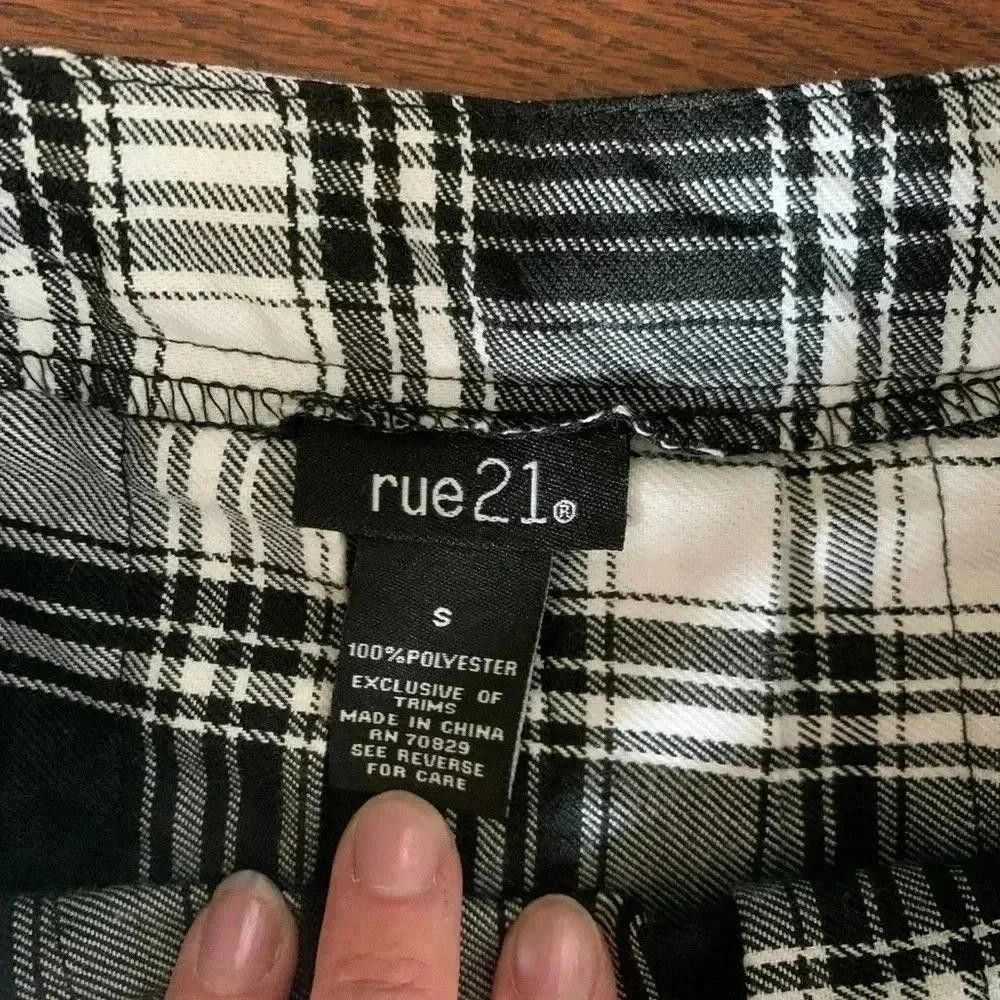 rue21®
S
100%POLYESTER
EXCLUSIVE OF
TRIMS
MADE IN CHINA
RN 70829
SEE REVERSE
FOR CARE